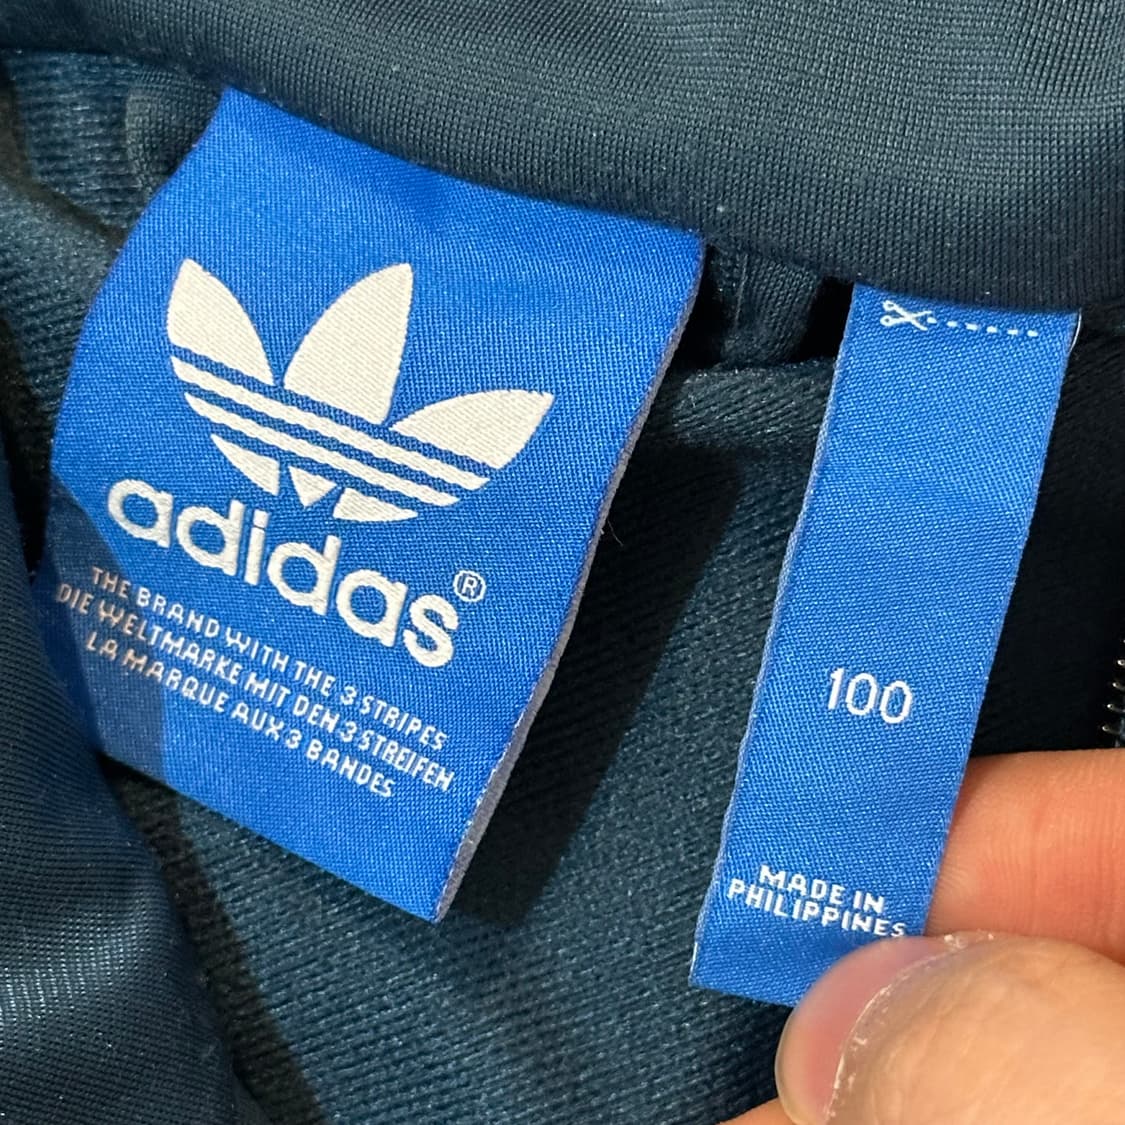 adidas®
THE BRAND WITH THE 3 STRIPES
DIE WELTMARKE MIT DEN 3 STREIFEN
LA MARQUE AUX 3 BANDES
100
MADE IN
PHILIPPINES